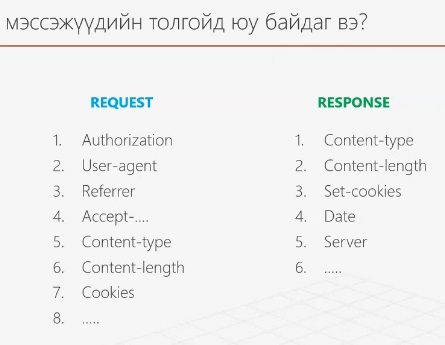 мэссэжүүдийн толгойд юу байдаг вэ?
REQUEST
1. Authorization
2. User-agent
3. Referrer
4. Accept-....
5. Content-type
6. Content-length
7. Cookies
8. .....
RESPONSE
1. Content-type
2. Content-length
3. Set-cookies
4. Date
5. Server
6. .....